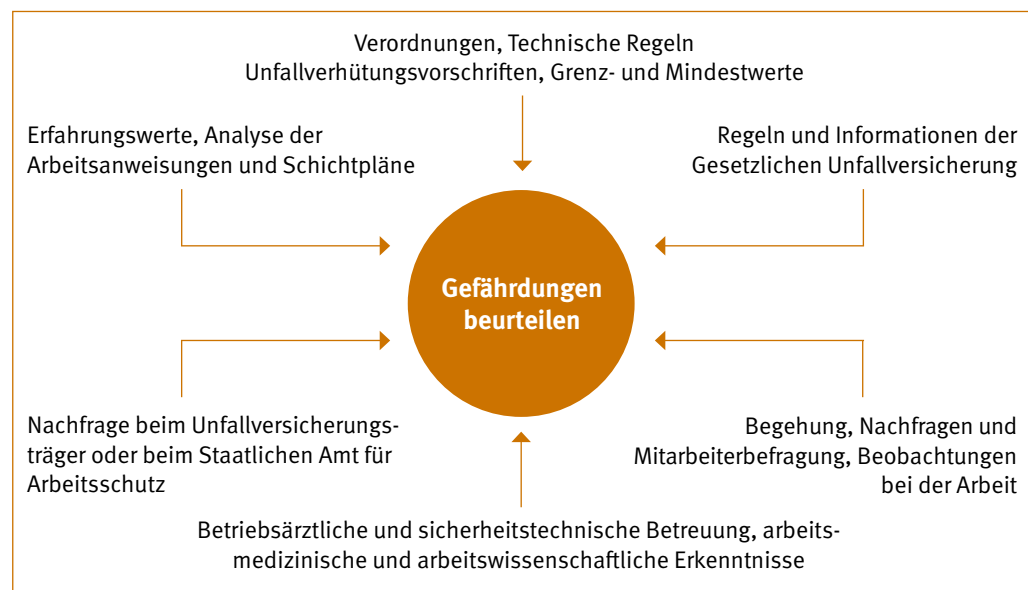 Verordnungen, Technische Regeln
Unfallverhütungsvorschriften, Grenz- und Mindestwerte
Erfahrungswerte, Analyse der
Arbeitsanweisungen und Schichtpläne
Regeln und Informationen der
Gesetzlichen Unfallversicherung
Gefährdungen
beurteilen
Nachfrage beim Unfallversicherungs-
träger oder beim Staatlichen Amt für
Arbeitsschutz
Begehung, Nachfragen und
Mitarbeiterbefragung, Beobachtungen
bei der Arbeit
Betriebsärztliche und sicherheitstechnische Betreuung, arbeits-
medizinische und arbeitswissenschaftliche Erkenntnisse